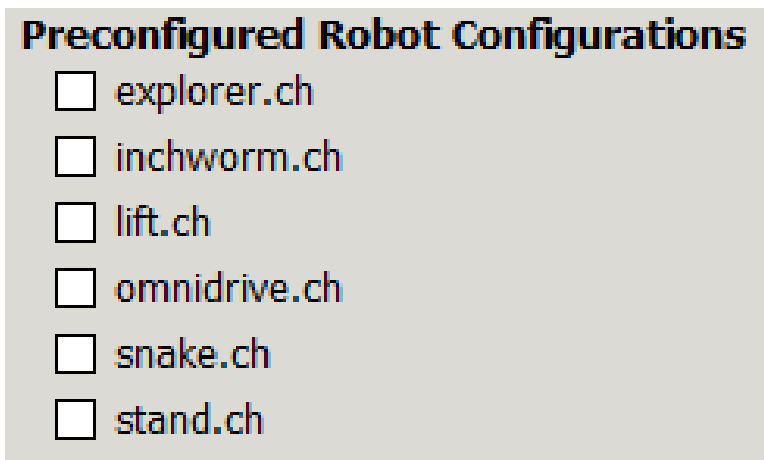 Preconfigured Robot Configurations
explorer.ch
inchworm.ch
lift.ch
omnidrive.ch
snake.ch
stand.ch